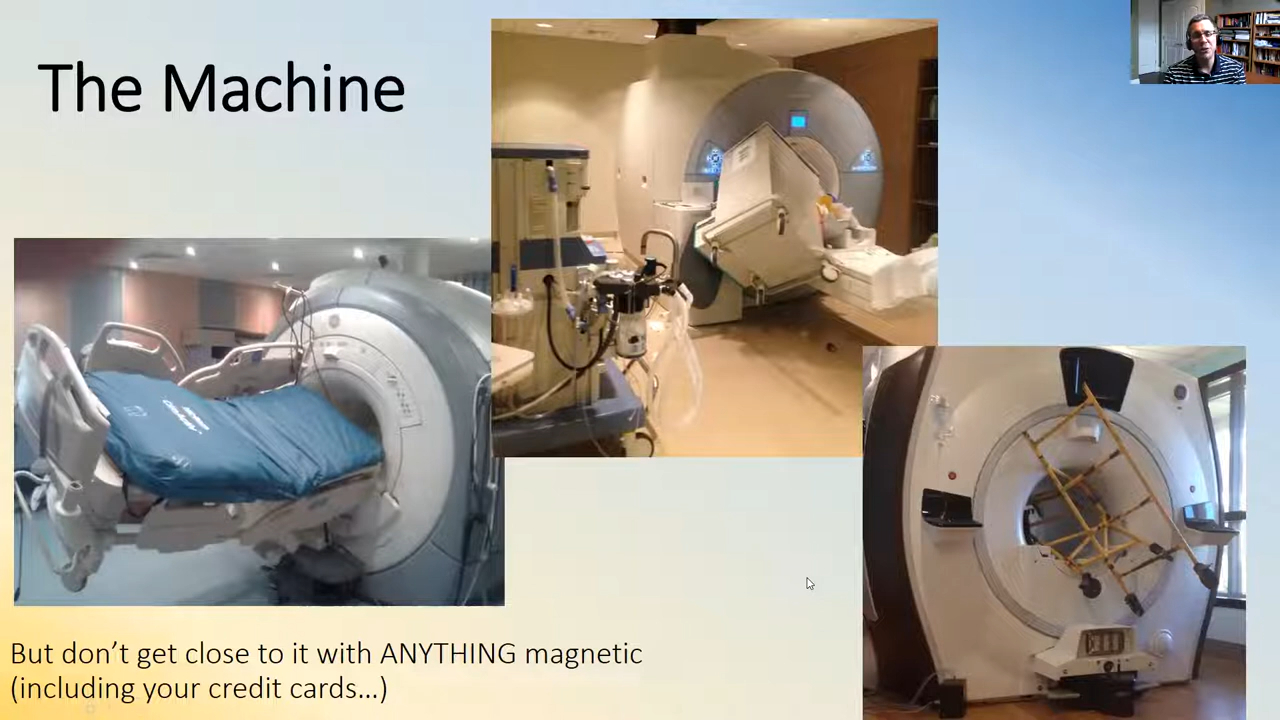 The Machine
But don’t get close to it with ANYTHING magnetic
(including your credit cards…)